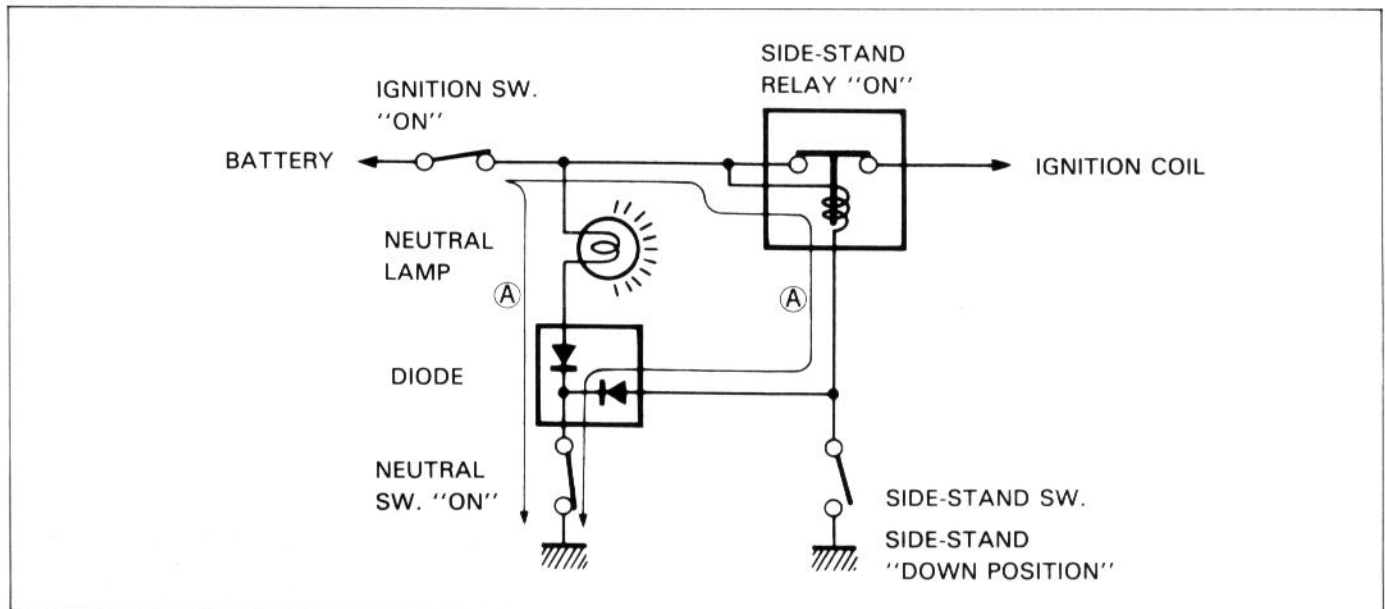 SIDE-STAND
RELAY "ON"
IGNITION SW.
"ON"
BATTERY
IGNITION COIL
NEUTRAL
LAMP
A
A
DIODE
NEUTRAL
SW. "ON"
SIDE-STAND SW.
SIDE-STAND
"DOWN POSITION"